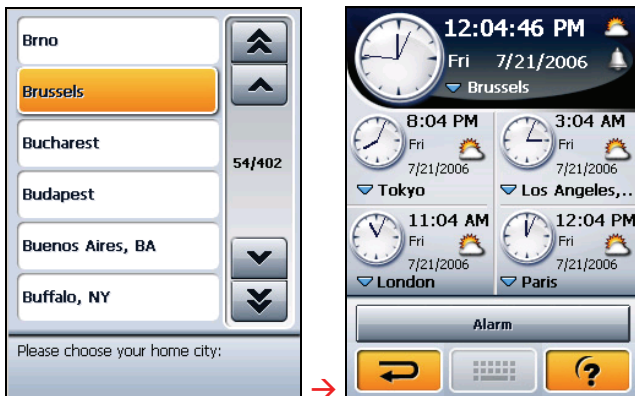 Brno
Brussels
Bucharest
Budapest
Buenos Aires, BA
Buffalo, NY
54/402
Please choose your home city:
→
12:04:46 PM
Fri 7/21/2006
Brussels
8:04 PM
Fri
7/21/2006
Tokyo
3:04 AM
Fri
7/21/2006
Los Angeles,..
11:04 AM
Fri
7/21/2006
London
12:04 PM
Fri
7/21/2006
Paris
Alarm
?